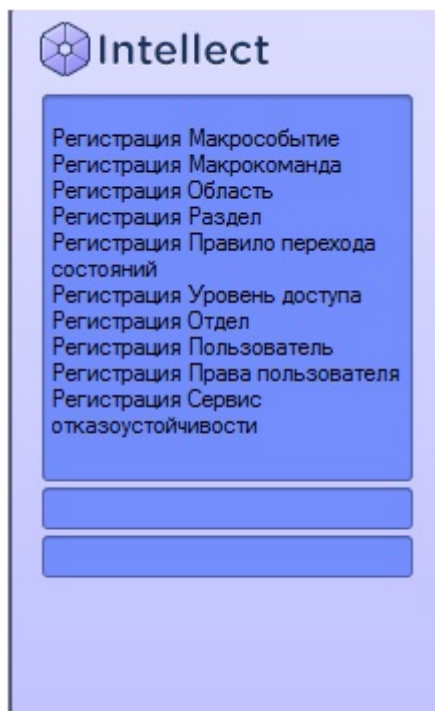 Intellect
Регистрация Макрособытие
Регистрация Макрокоманда
Регистрация Область
Регистрация Раздел
Регистрация Правило перехода
состояний
Регистрация Уровень доступа
Регистрация Отдел
Регистрация Пользователь
Регистрация Права пользователя
Регистрация Сервис
отказоустойчивости